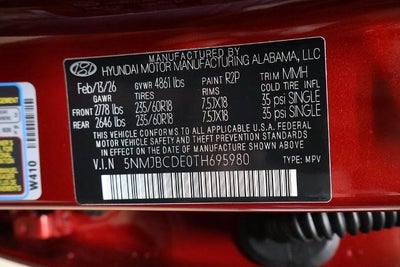 MANUFACTURED BY
HYUNDAI MOTOR MANUFACTURING ALABAMA, LLC
Feb/13/26 GVWR 4861 lbs PAINT R2P TRIM MMH
GAWR TIRES RIMS COLD TIRE INFL
FRONT 2778 lbs 235/60R18 7.5JX18 35 psi SINGLE
REAR 2646 lbs 235/60R18 7.5JX18 35 psi SINGLE
THIS VEHICLE CONFORMS TO ALL APPLICABLE U.S. FEDERAL
MOTOR VEHICLE SAFETY AND THEFT PREVENTION STANDARDS
IN EFFECT ON THE DATE OF MANUFACTURE SHOWN ABOVE.
V.I.N 5NMJBCDE0TH695980 TYPE: MPV
W410